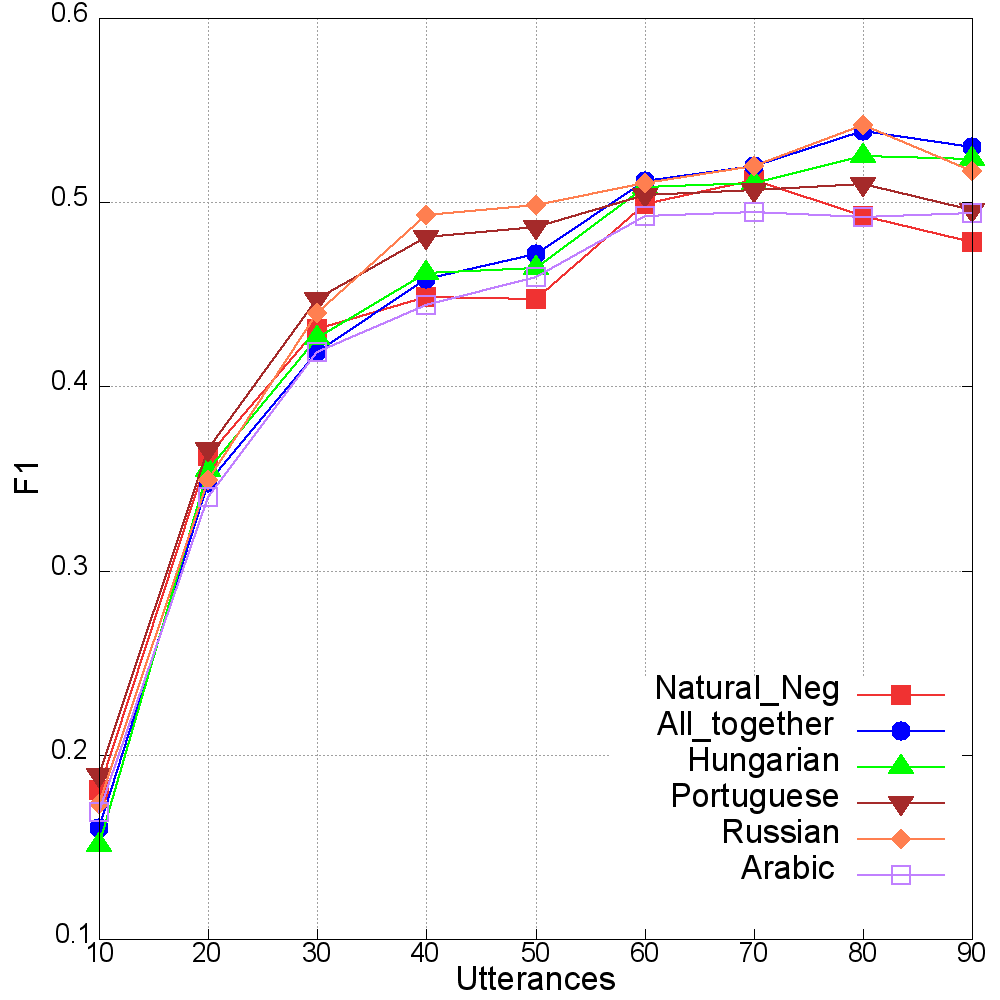 0.6
0.5
0.4
0.3
0.2
0.1
F1
10 20 30 40 50 60 70 80 90
Utterances
Natural_Neg
All_together
Hungarian
Portuguese
Russian
Arabic